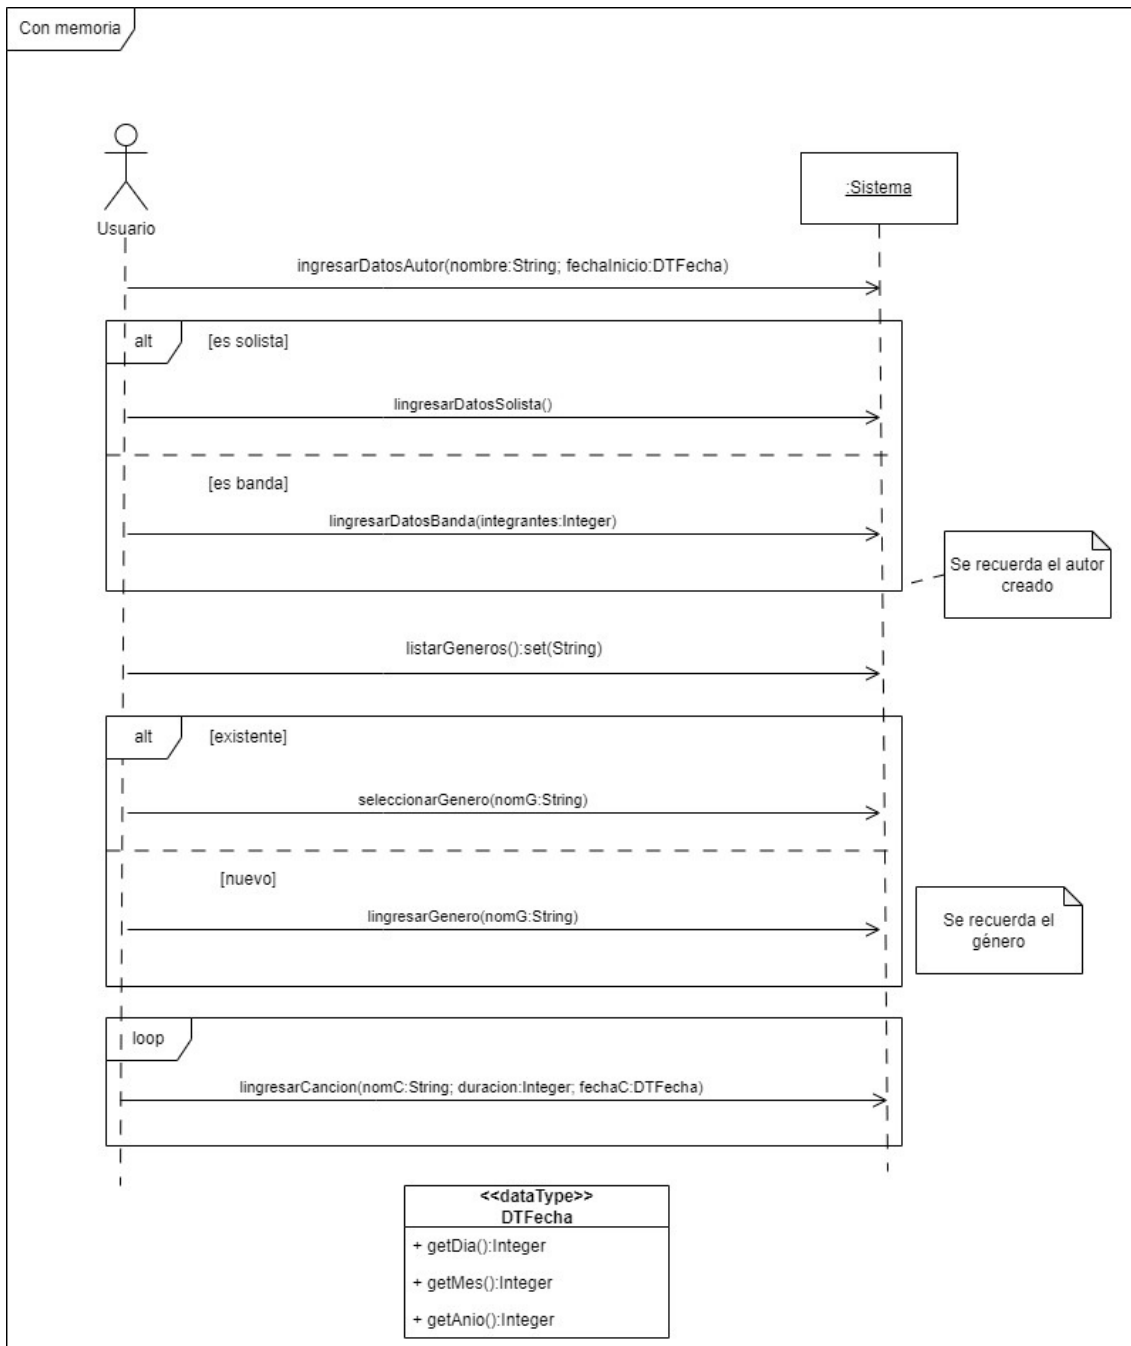 Con memoria
Usuario
:Sistema
ingresarDatosAutor(nombre:String; fechaInicio:DTFecha)
alt
[es solista]
lingresarDatosSolista()
[es banda]
lingresarDatosBanda(integrantes:Integer)
Se recuerda el autor
creado
listarGeneros():set(String)
alt
[existente]
seleccionarGenero(nomG:String)
[nuevo]
lingresarGenero(nomG:String)
Se recuerda el
género
loop
lingresarCancion(nomC:String; duracion:Integer; fechaC:DTFecha)
<<dataType>>
DTFecha
+ getDia():Integer
+ getMes():Integer
+ getAnio():Integer